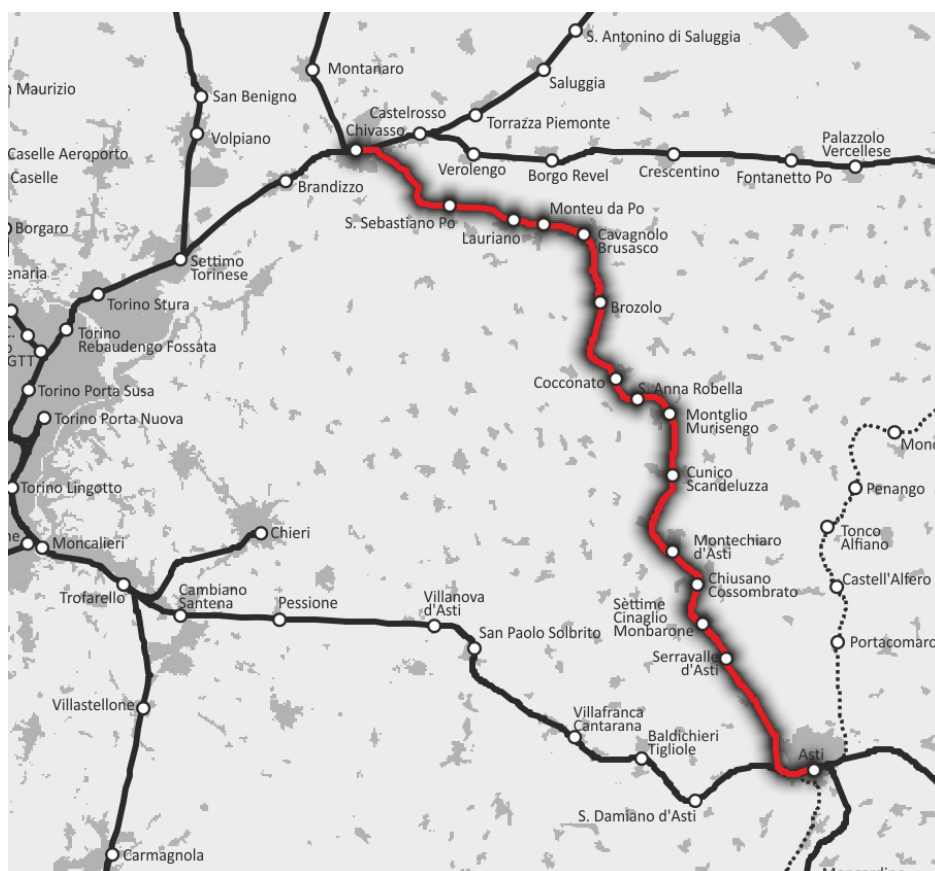 S. Antonino di Saluggia
Montanaro
Saluggia
n Maurizio
San Benigno
Castelrosso
Torrazza Piemonte
Chivasso
Volpiano
Palazzolo
Vercellese
Caselle Aeroporto
Caselle
Brandizzo
Verolengo
Borgo Revel
Crescentino
Fontanetto Po
Monteu da Po
S. Sebastiano Po
Lauriano
Cavagnolo
Brusasco
Borgaro
enaria
Settimo
Torinese
Torino Stura
Brozolo
Torino
Rebaudengo Fossata
C.
o
GTT
Torino Porta Susa
Cocconato
S. Anna Robella
Torino Porta Nuova
Montglio
Murisengo
Mono
Cunico
Scandeluzza
Torino Lingotto
Penango
Chieri
Tonco
Alfiano
ne
Moncalieri
Montechiaro
d'Asti
Trofarello
Cambiano
Santena
Pessione
Villanova
d'Asti
Chiusano
Cossombrato
Castell'Alfero
Sèttime
Cinaglio
Monbarone
San Paolo Solbrito
Serravalle
d'Asti
Portacomaro
Villastellone
Villafranca
Cantarana
Baldichieri
Tigliole
Asti
S. Damiano d'Asti
Carmagnola